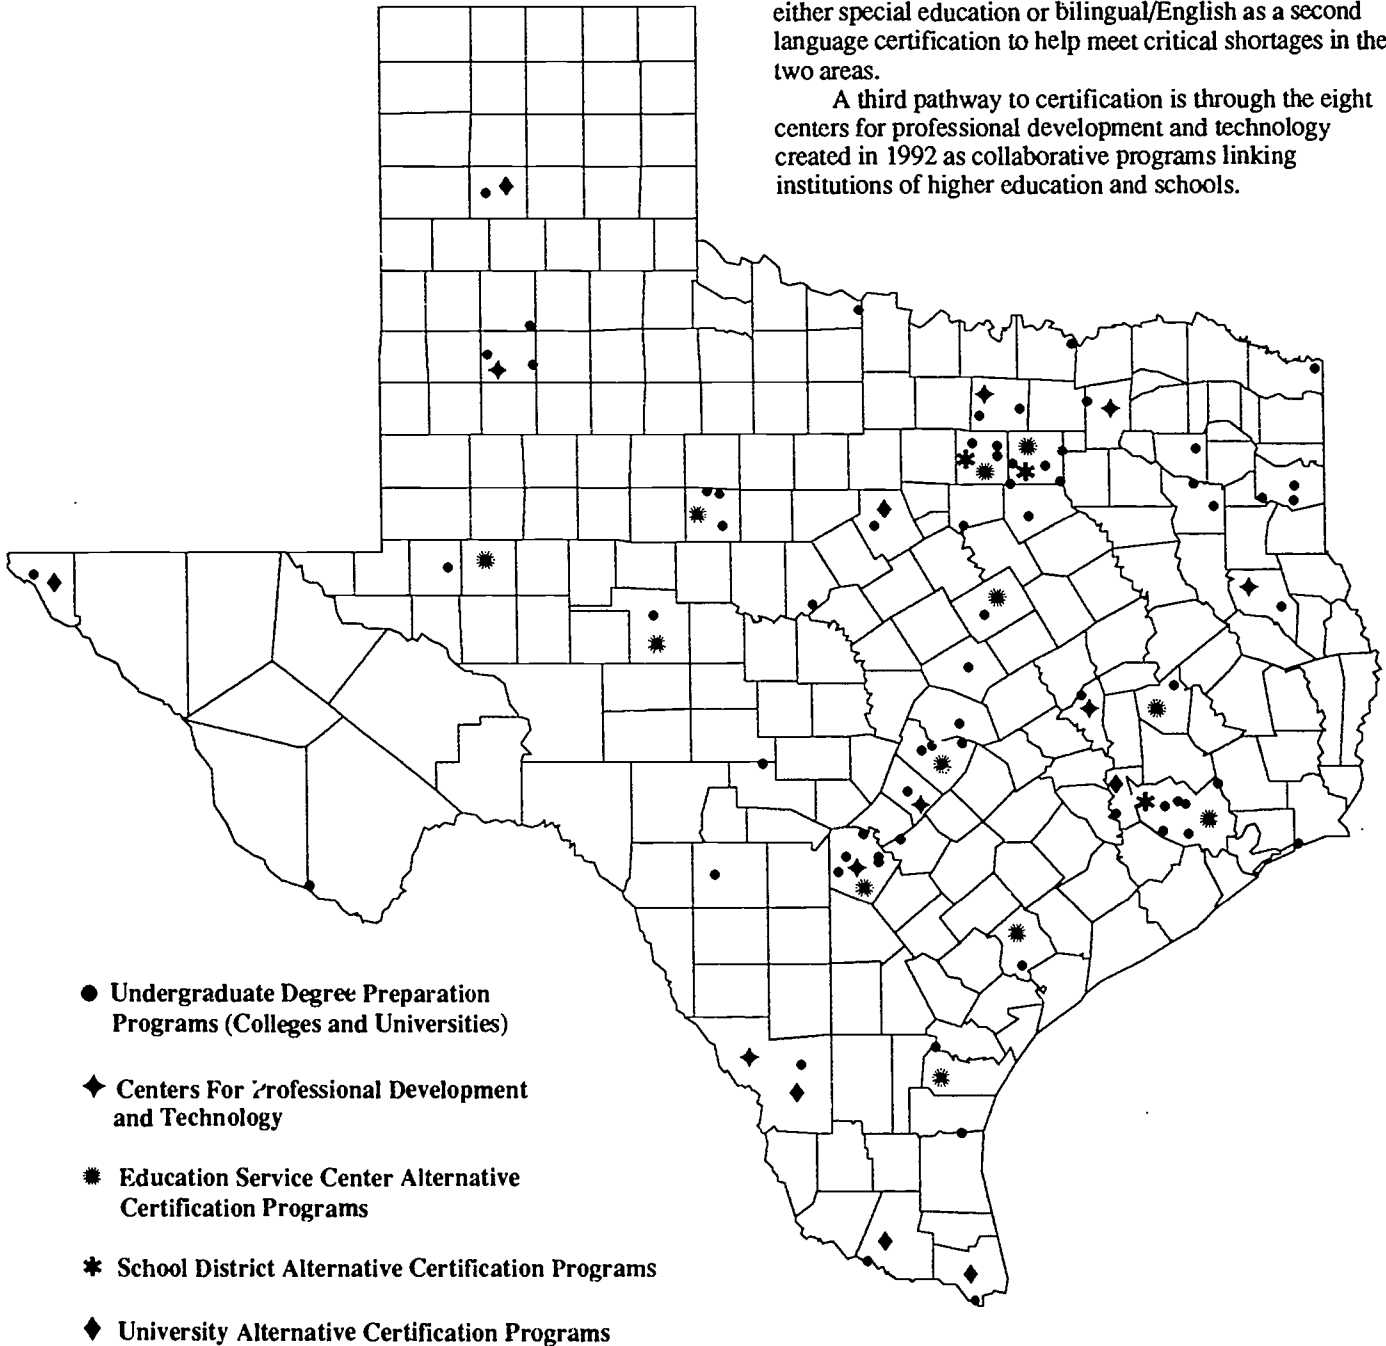 either special education or bilingual/English as a second
language certification to help meet critical shortages in the
two areas.
A third pathway to certification is through the eight
centers for professional development and technology
created in 1992 as collaborative programs linking
institutions of higher education and schools.
Undergraduate Degree Preparation
Programs (Colleges and Universities)
Centers For Professional Development
and Technology
Education Service Center Alternative
Certification Programs
School District Alternative Certification Programs
University Alternative Certification Programs